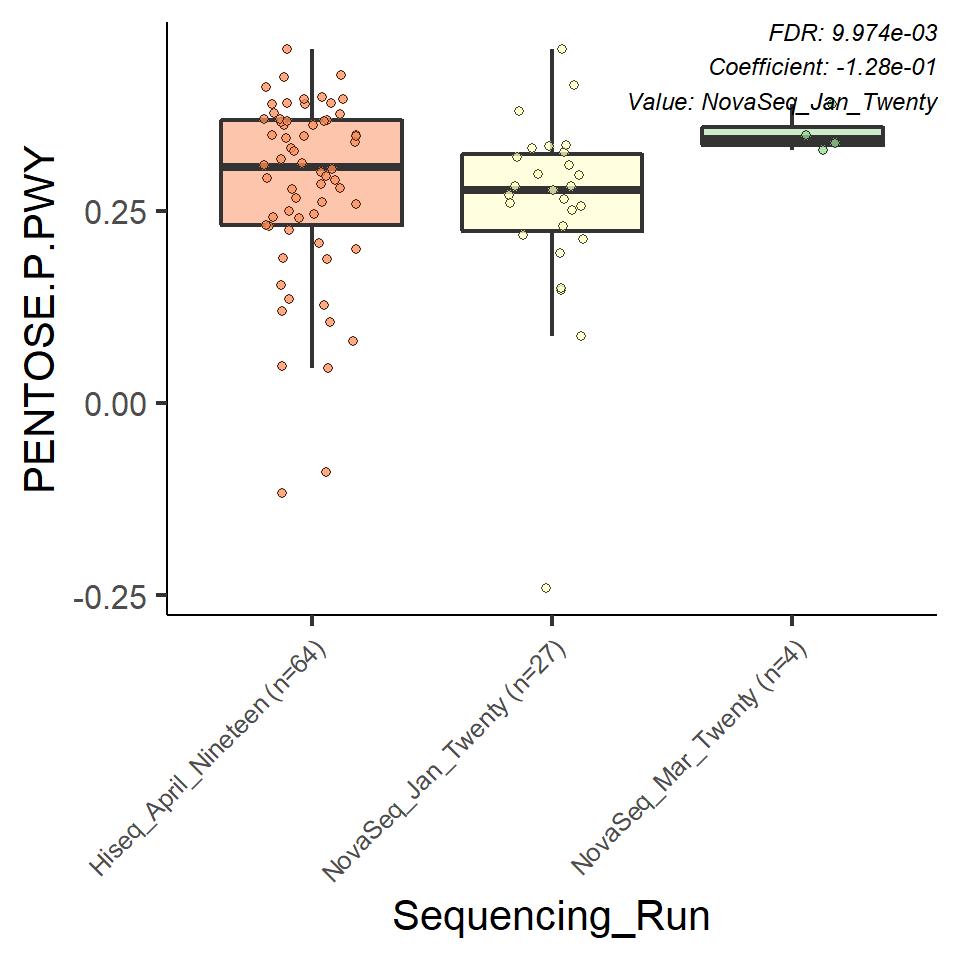 FDR: 9.974e-03
Coefficient: -1.28e-01
Value: NovaSeq_Jan_Twenty
PENTOSE.P.PWY
0.25
0.00
-0.25
Hiseq_April_Nineteen (n=64)
NovaSeq_Jan_Twenty (n=27)
NovaSeq_Mar_Twenty (n=4)
Sequencing_Run